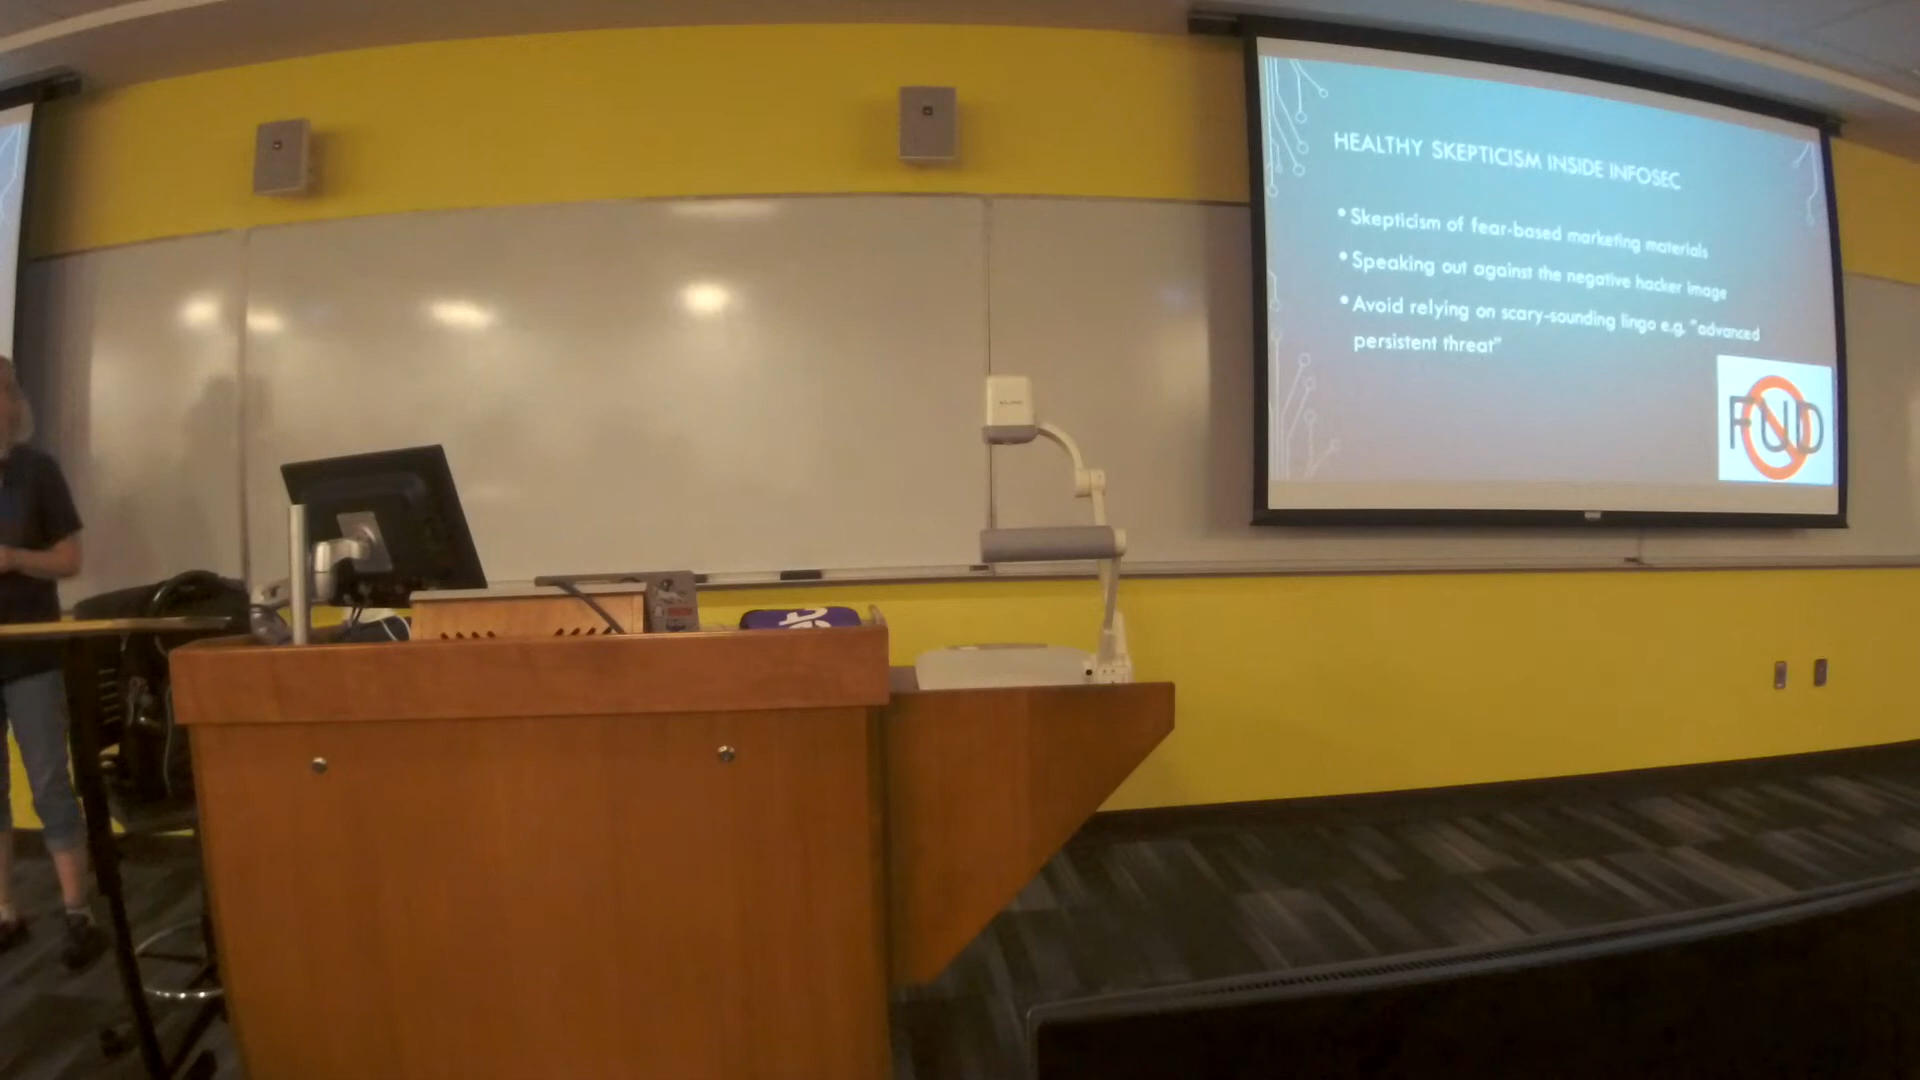 HEALTHY SKEPTICISM INSIDE INFOSEC
• Skepticism of fear-based marketing materials
• Speaking out against the negative hacker image
• Avoid relying on scary-sounding lingo e.g. "advanced
persistent threat"
FUD